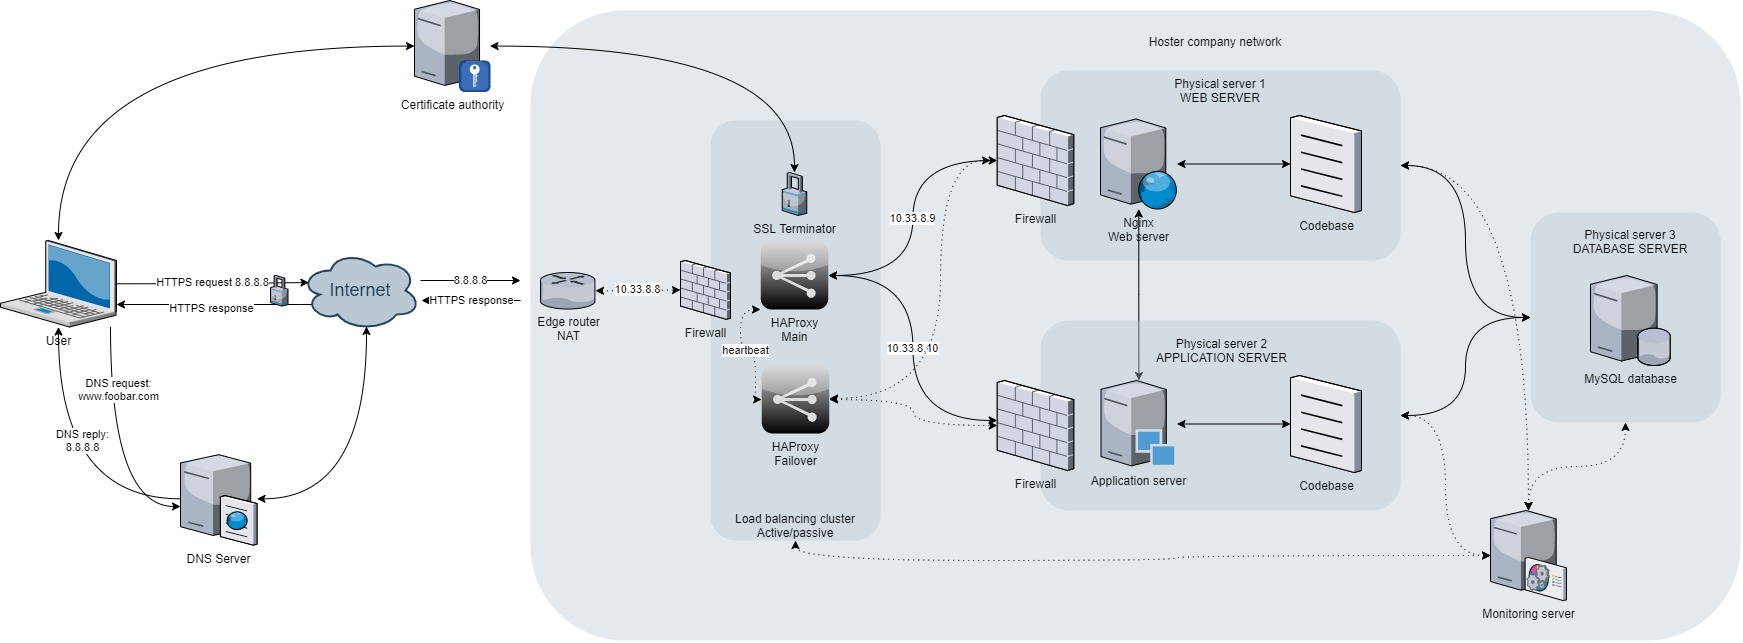 Hoster company network
Certificate authority
Physical server 1
WEB SERVER
SSL Terminator
10.33.8.9
Firewall
Nginx
Web server
Codebase
Physical server 3
DATABASE SERVER
HTTPS request 8.8.8.8
HTTPS response
Internet
8.8.8.8
HTTPS response
Edge router
NAT
10.33.8.8
Firewall
HAProxy
Main
heartbeat
10.33.8.10
User
Physical server 2
APPLICATION SERVER
MySQL database
DNS request:
www.foobar.com
DNS reply:
8.8.8.8
HAProxy
Failover
Firewall
Application server
Codebase
Load balancing cluster
Active/passive
DNS Server
Monitoring server